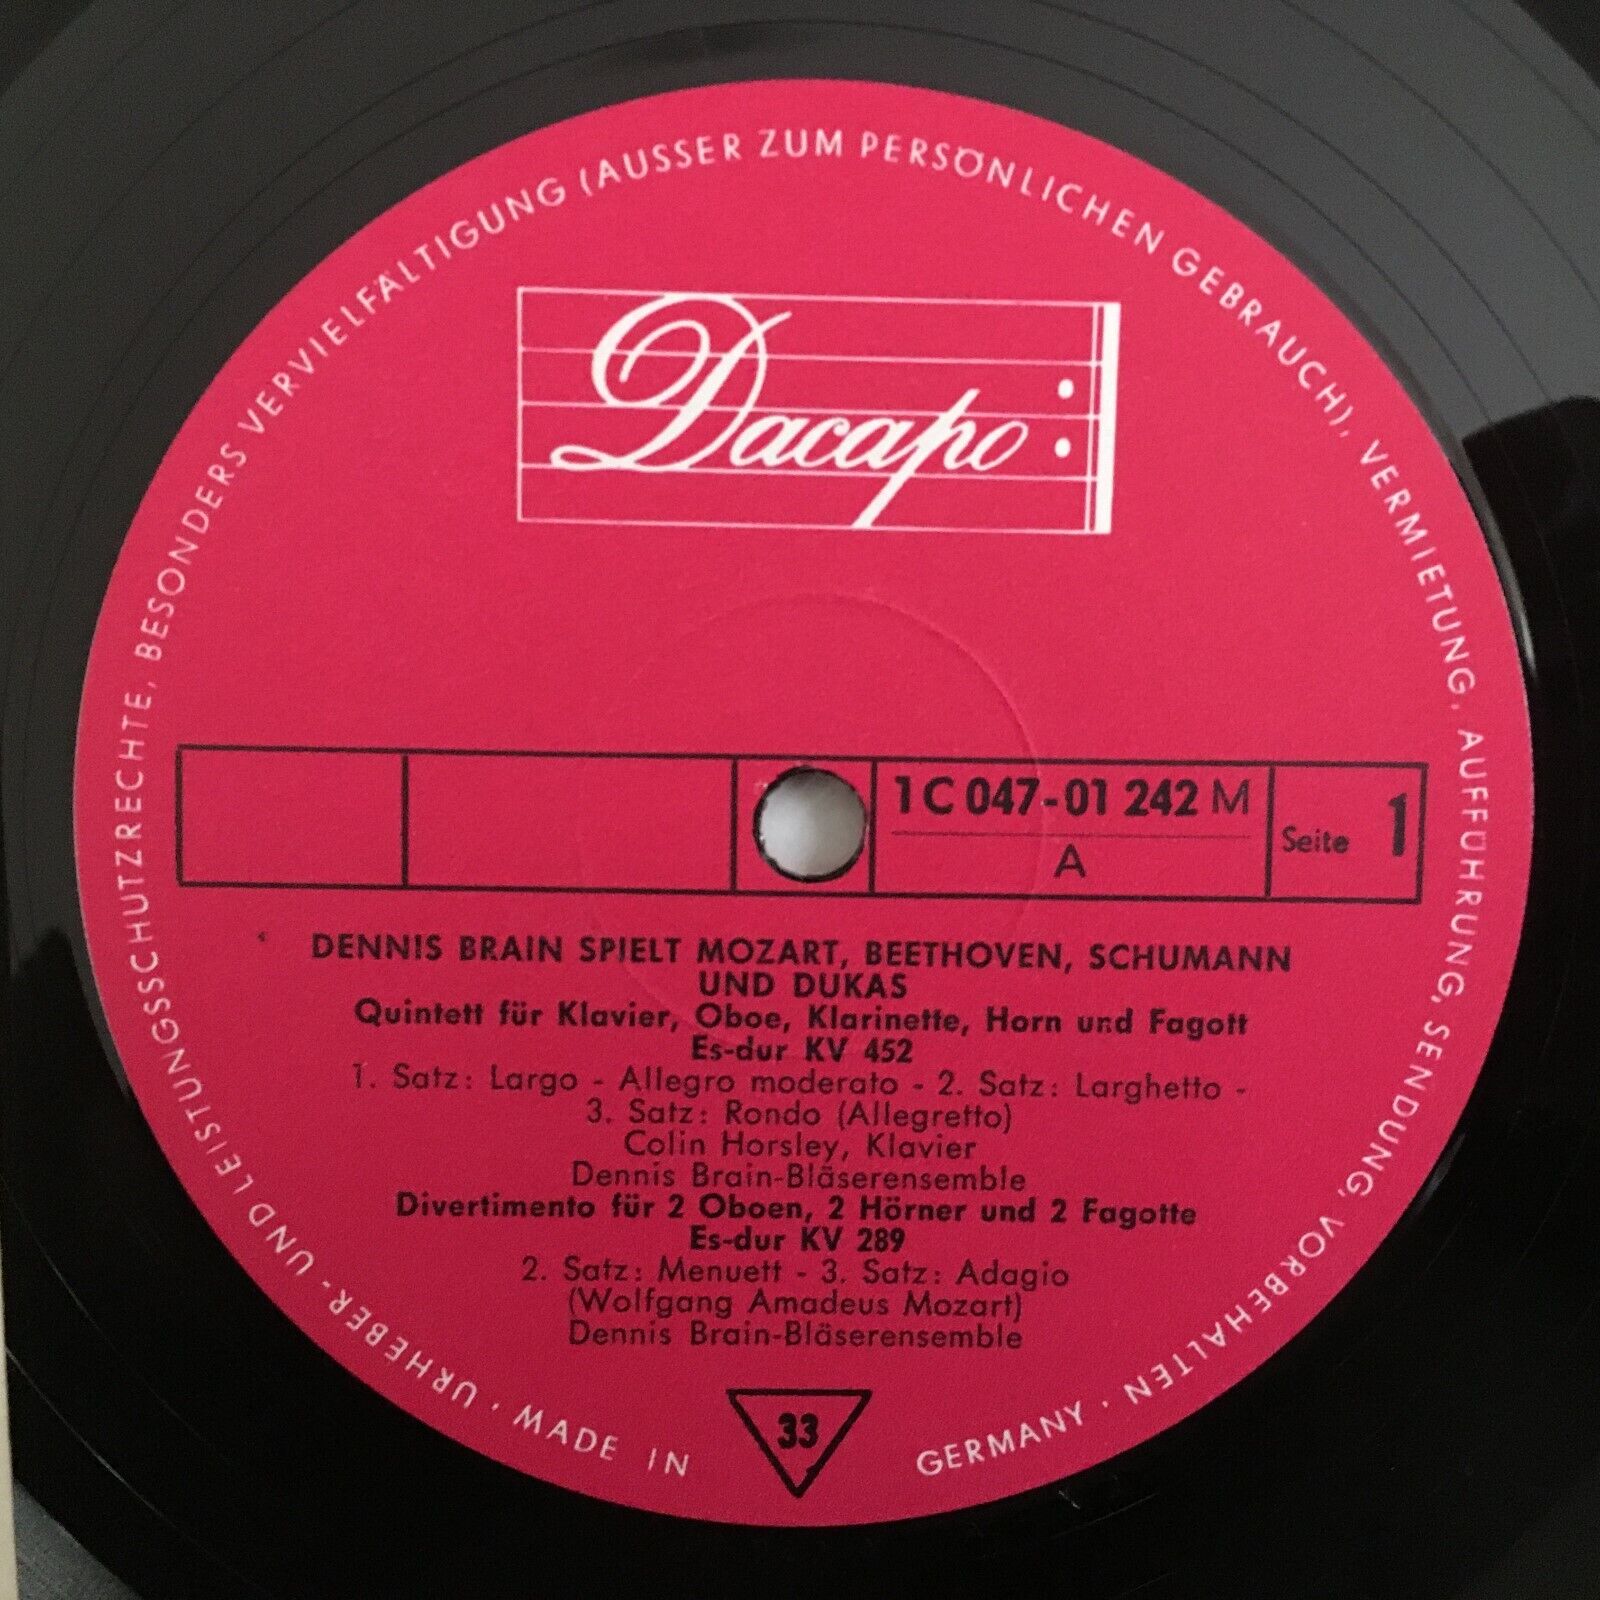 Dacapo
1 C 047-01 242 M
A
Seite 1
DENNIS BRAIN SPIELT MOZART, BEETHOVEN, SCHUMANN
UND DUKAS
Quintett für Klavier, Oboe, Klarinette, Horn und Fagott
Es-dur KV 452
1. Satz: Largo - Allegro moderato - 2. Satz: Larghetto -
3. Satz: Rondo (Allegretto)
Colin Horsley, Klavier
Dennis Brain-Bläserensemble
Divertimento für 2 Oboen, 2 Hörner und 2 Fagotte
Es-dur KV 289
2. Satz: Menuett - 3. Satz: Adagio
(Wolfgang Amadeus Mozart)
Dennis Brain-Bläserensemble
33
URHEBER- UND LEISTUNGSSCHUTZRECHTE, BESONDERS VERVIELFÄLTIGUNG (AUSSER ZUM PERSÖNLICHEN GEBRAUCH), VERMIETUNG, AUFFÜHRUNG, SENDUNG, VORBEHALTEN · MADE IN GERMANY ·